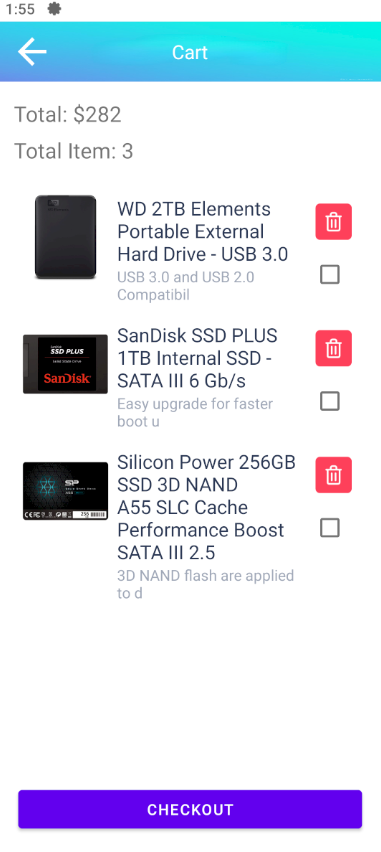 1:55
Cart
Total: $282
Total Item: 3
WD 2TB Elements
Portable External
Hard Drive - USB 3.0
USB 3.0 and USB 2.0
Compatibil
SanDisk SSD PLUS
1TB Internal SSD -
SATA III 6 Gb/s
Easy upgrade for faster
boot u
SSD PLUS
SanDisk
Silicon Power 256GB
SSD 3D NAND
A55 SLC Cache
Performance Boost
SATA III 2.5
3D NAND flash are applied
to d
SP
CHECKOUT